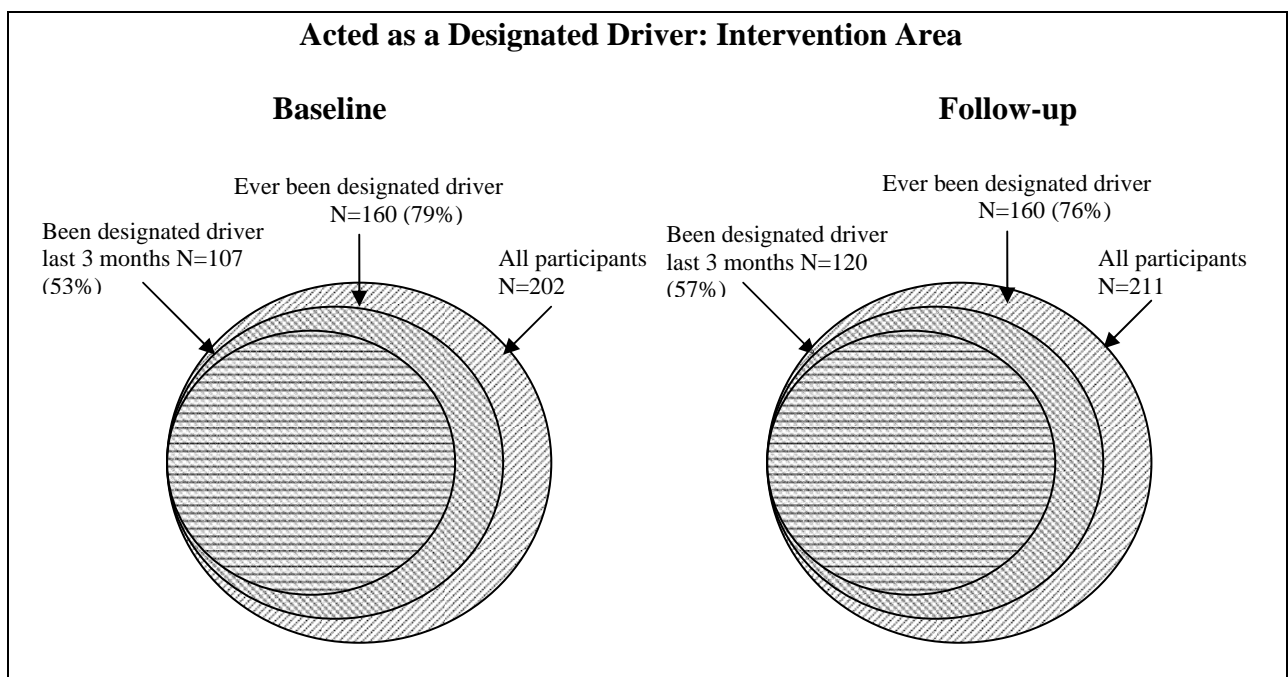 Acted as a Designated Driver: Intervention Area
Baseline
Ever been designated driver
N=160 (79%)
Been designated driver
last 3 months N=107
(53%)
All participants
N=202
Follow-up
Ever been designated driver
N=160 (76%)
Been designated driver
last 3 months N=120
(57%)
All participants
N=211